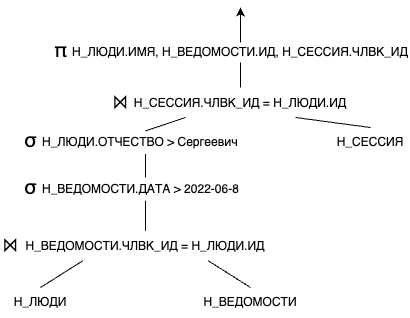 π Н_ЛЮДИ.ИМЯ, Н_ВЕДОМОСТИ.ИД, Н_СЕССИЯ.ЧЛВК_ИД
⋈ Н_СЕССИЯ.ЧЛВК_ИД = Н_ЛЮДИ.ИД
σ Н_ЛЮДИ.ОТЧЕСТВО > Сергеевич
Н_СЕССИЯ
σ Н_ВЕДОМОСТИ.ДАТА > 2022-06-8
⋈ Н_ВЕДОМОСТИ.ЧЛВК_ИД = Н_ЛЮДИ.ИД
Н_ЛЮДИ
Н_ВЕДОМОСТИ